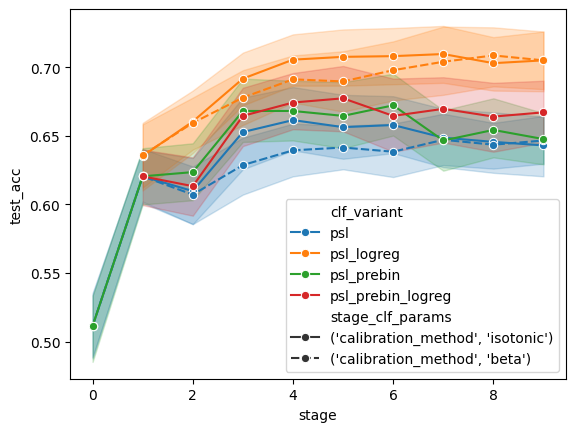 0.70
0.65
0.60
0.55
0.50
test_acc
clf_variant
psl
psl_logreg
psl_prebin
psl_prebin_logreg
stage_clf_params
('calibration_method', 'isotonic')
('calibration_method', 'beta')
0 2 4 6 8
stage